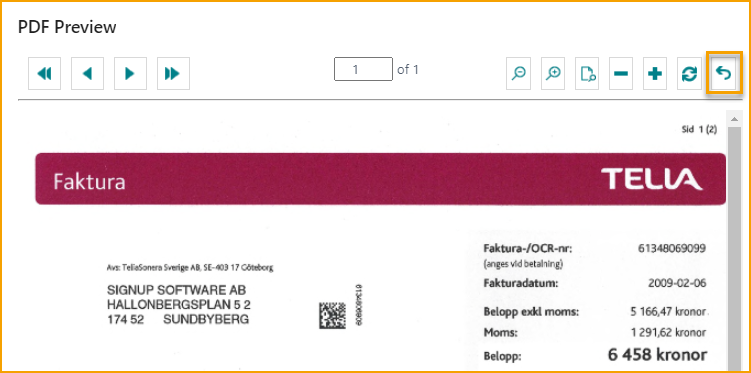 PDF Preview
1 of 1
Sid 1 (2)
Faktura
TELIA
Avs: TeliaSonera Sverige AB, SE-403 17 Göteborg
SIGNUP SOFTWARE AB
HALLONBERGSPLAN 5 2
174 52 SUNDBYBERG
6134806909
Faktura-/OCR-nr: 61348069099
(anges vid betalning)
Fakturadatum: 2009-02-06
Belopp exkl moms: 5 166,47 kronor
Moms: 1 291,62 kronor
Belopp: 6 458 kronor